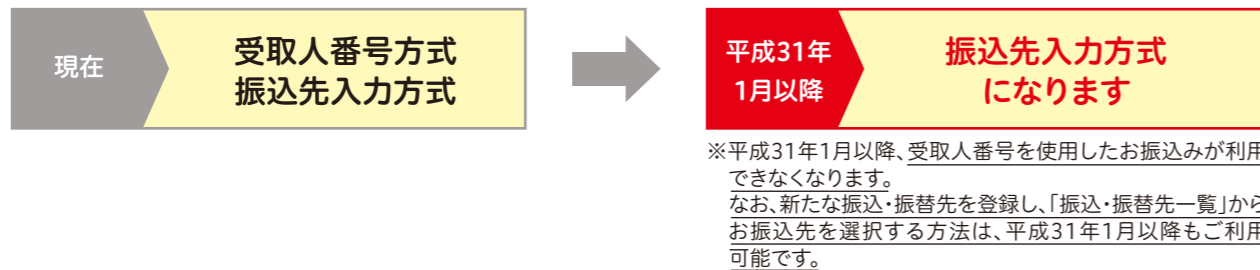 現在
受取人番号方式
振込先入力方式
平成31年
1月以降
振込先入力方式
になります
※平成31年1月以降、受取人番号を使用したお振込みが利用
できなくなります。
なお、新たな振込・振替先を登録し、「振込・振替先一覧」から
お振込先を選択する方法は、平成31年1月以降もご利用
可能です。